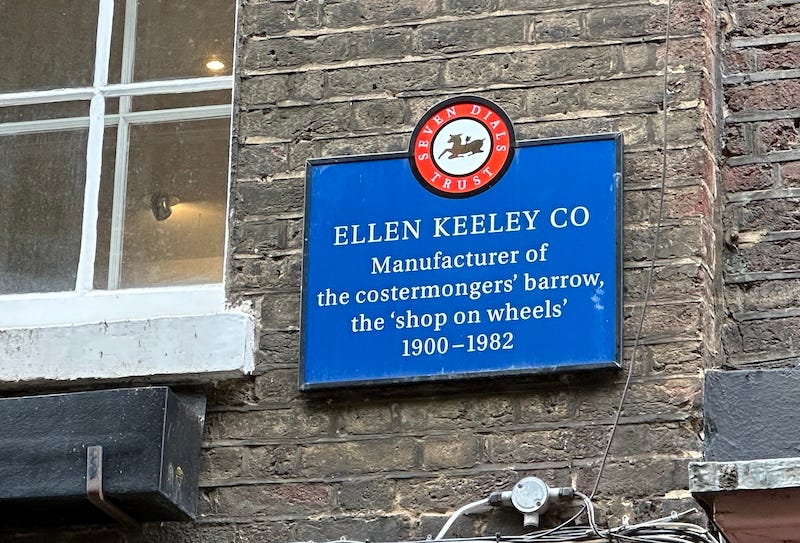 SEVEN DIALS
TRUST
ELLEN KEELEY CO
Manufacturer of
the costermongers’ barrow,
the ‘shop on wheels’
1900–1982